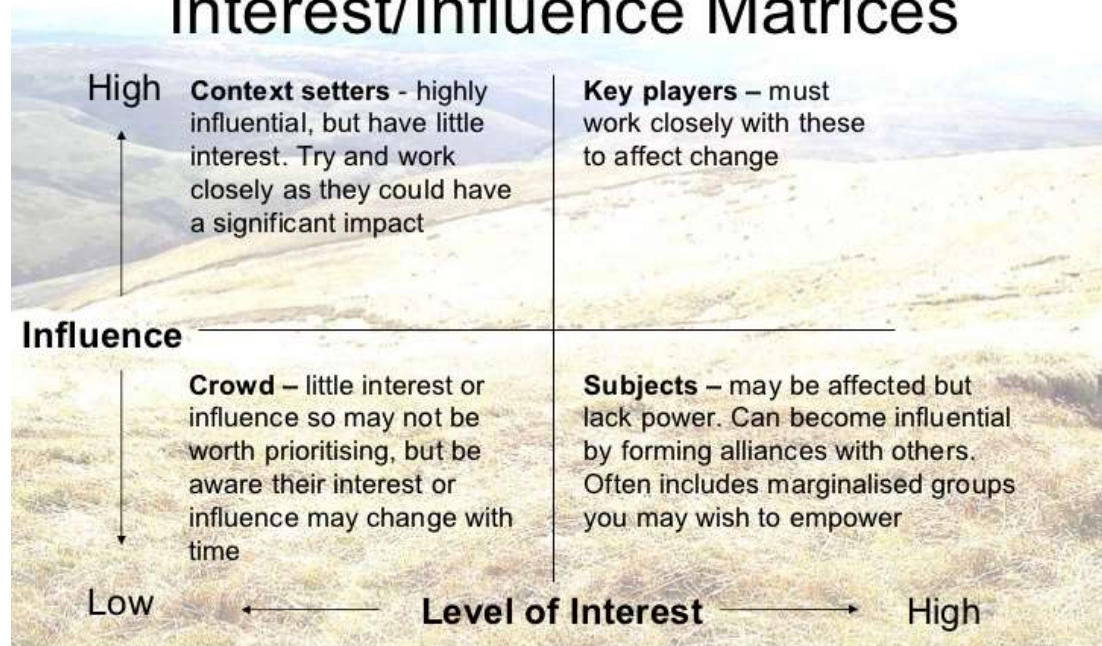 Interest/Influence Matrices
High
Context setters - highly
influential, but have little
interest. Try and work
closely as they could have
a significant impact
Key players – must
work closely with these
to affect change
Influence
Crowd – little interest or
influence so may not be
worth prioritising, but be
aware their interest or
influence may change with
time
Subjects – may be affected but
lack power. Can become influential
by forming alliances with others.
Often includes marginalised groups
you may wish to empower
Low
Level of Interest
High